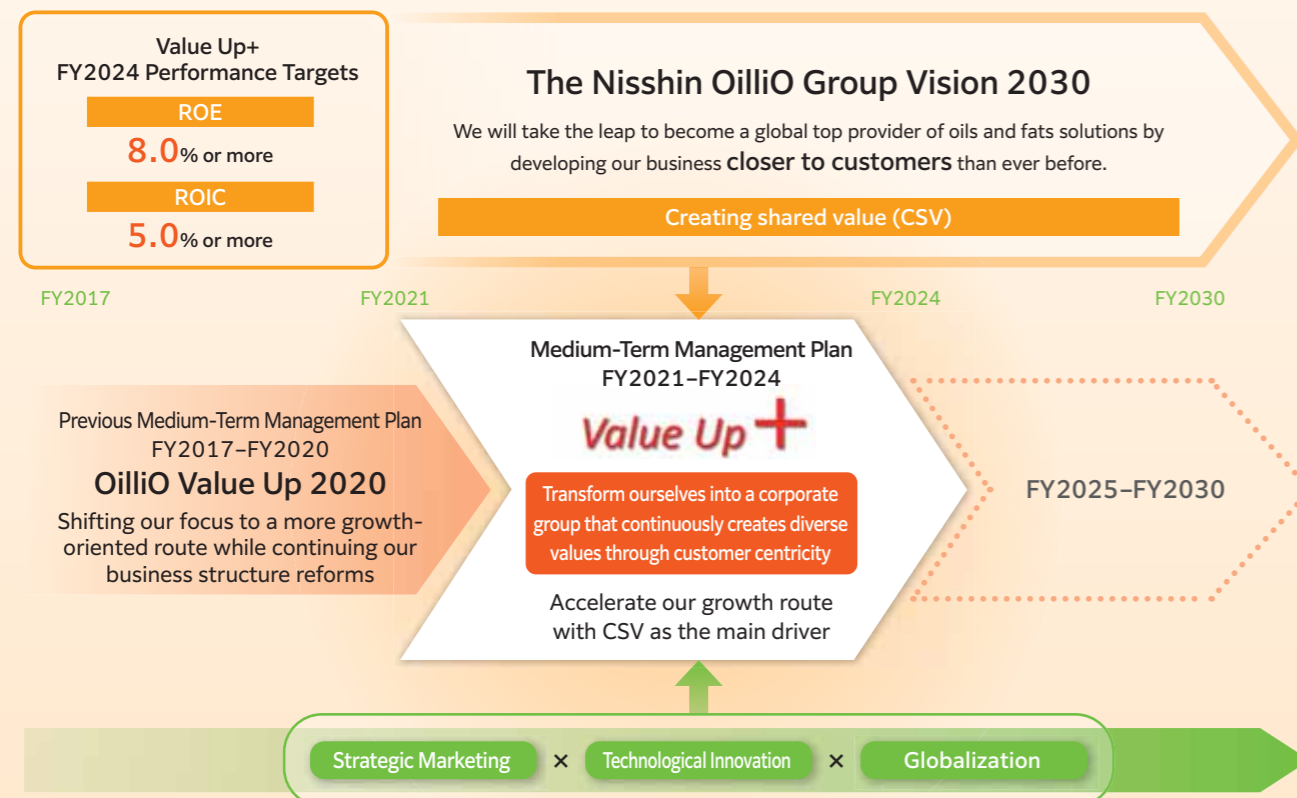 Value Up+
FY2024 Performance Targets
ROE
8.0% or more
ROIC
5.0% or more
The Nisshin OilliO Group Vision 2030
We will take the leap to become a global top provider of oils and fats solutions by
developing our business closer to customers than ever before.
Creating shared value (CSV)
FY2017
FY2021
FY2024
FY2030
Previous Medium-Term Management Plan
FY2017–FY2020
OilliO Value Up 2020
Shifting our focus to a more growth-
oriented route while continuing our
business structure reforms
Medium-Term Management Plan
FY2021–FY2024
Value Up +
Transform ourselves into a corporate
group that continuously creates diverse
values through customer centricity
Accelerate our growth route
with CSV as the main driver
FY2025–FY2030
Strategic Marketing × Technological Innovation × Globalization